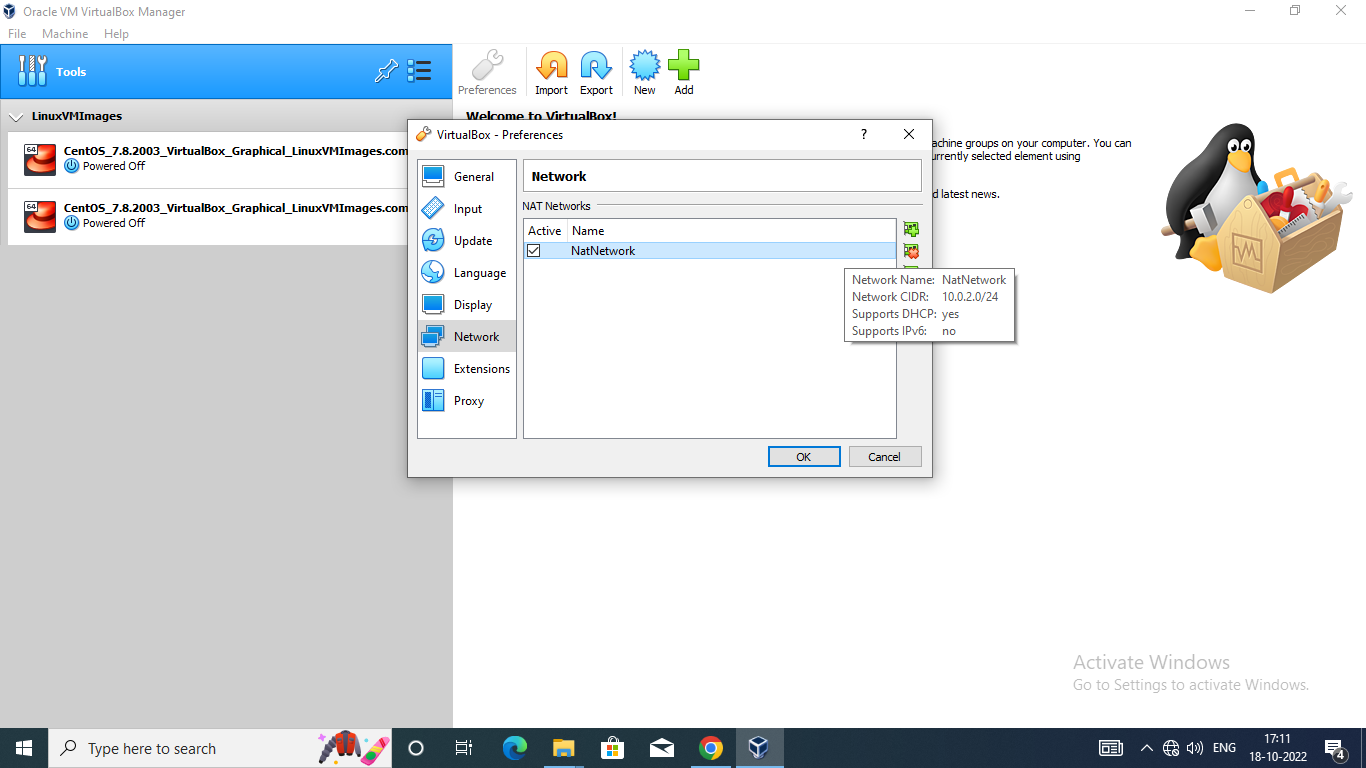 Oracle VM VirtualBox Manager
File Machine Help
Tools
Preferences Import Export New Add
LinuxVMImages
64
CentOS_7.8.2003_VirtualBox_Graphical_LinuxVMImages.com
Powered Off
64
CentOS_7.8.2003_VirtualBox_Graphical_LinuxVMImages.com
Powered Off
Welcome to VirtualBox!
achine groups on your computer. You can
urrently selected element using
d latest news.
VirtualBox - Preferences ?
General
Input
Update
Language
Display
Network
Extensions
Proxy
Network
NAT Networks
Active Name
NatNetwork
Network Name: NatNetwork
Network CIDR: 10.0.2.0/24
Supports DHCP: yes
Supports IPv6: no
OK Cancel
Activate Windows
Go to Settings to activate Windows.
Type here to search
ENG
17:11
18-10-2022
4